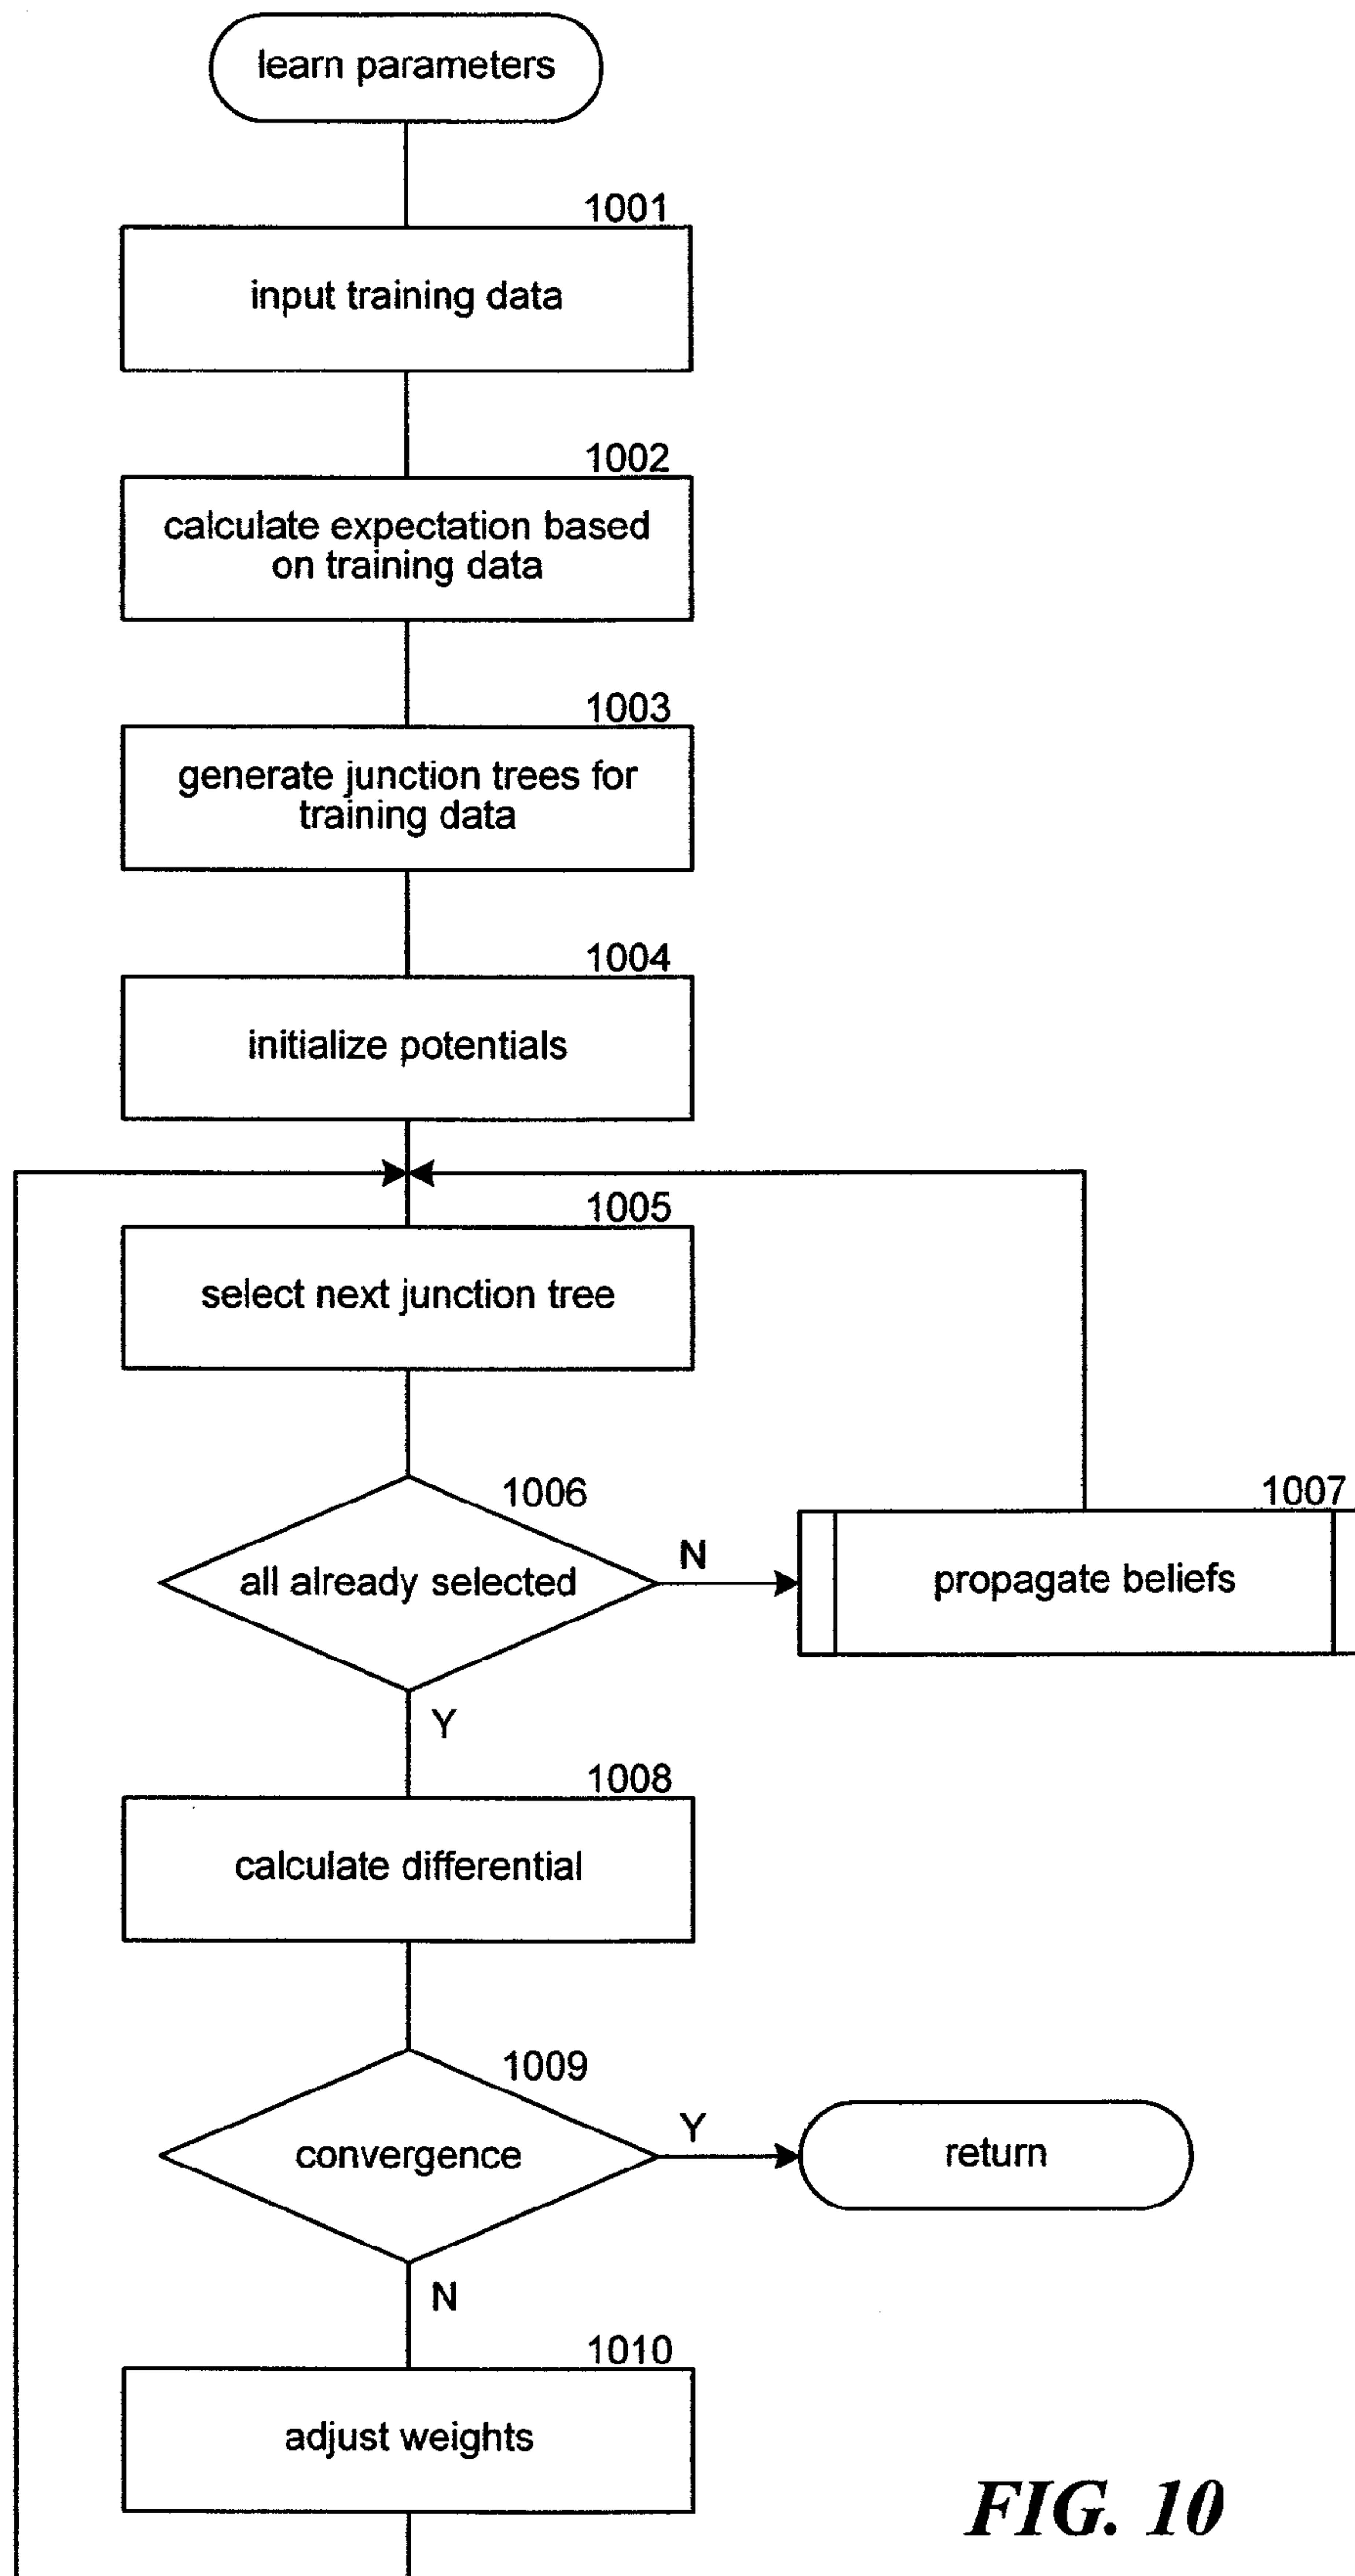 learn parameters
1001
input training data
1002
calculate expectation based
on training data
1003
generate junction trees for
training data
1004
initialize potentials
1005
select next junction tree
1006
all already selected
N
1007
propagate beliefs
Y
1008
calculate differential
1009
convergence
Y
return
N
1010
adjust weights
FIG. 10